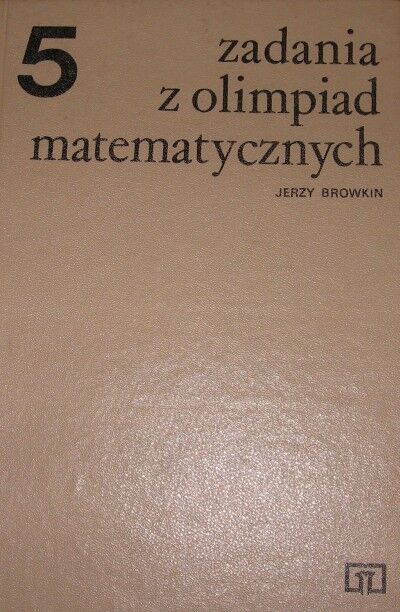 5
zadania
z olimpiad
matematycznych
JERZY BROWKIN